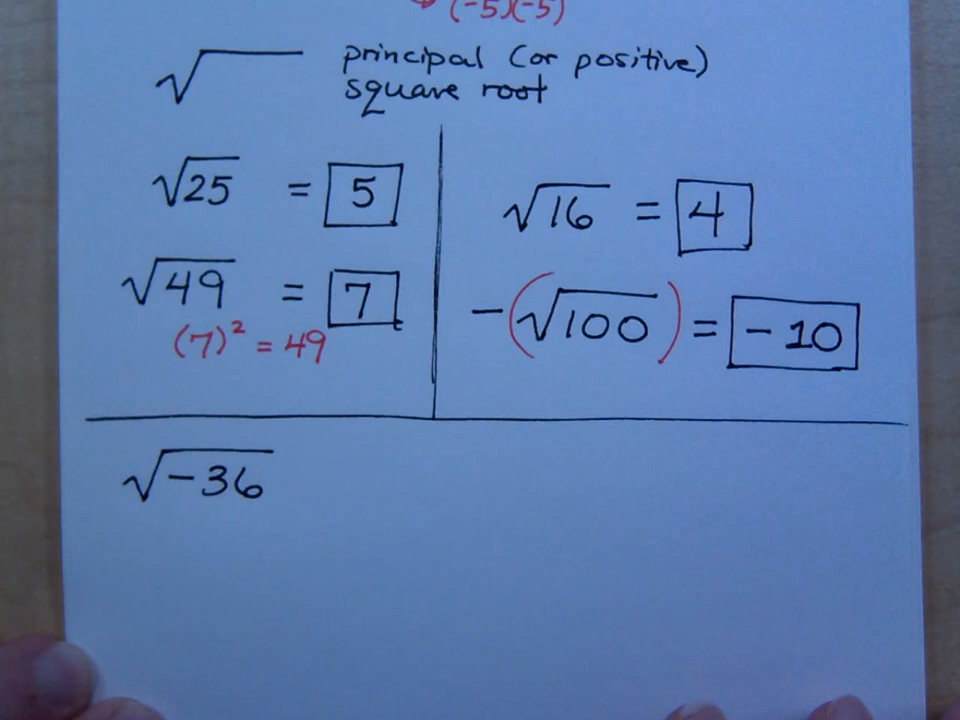 (-5)(-5)
√ principal (or positive)
square root
√25 = 5
√49 = 7
(7)² = 49
√16 = 4
-(√100) = -10
√-36